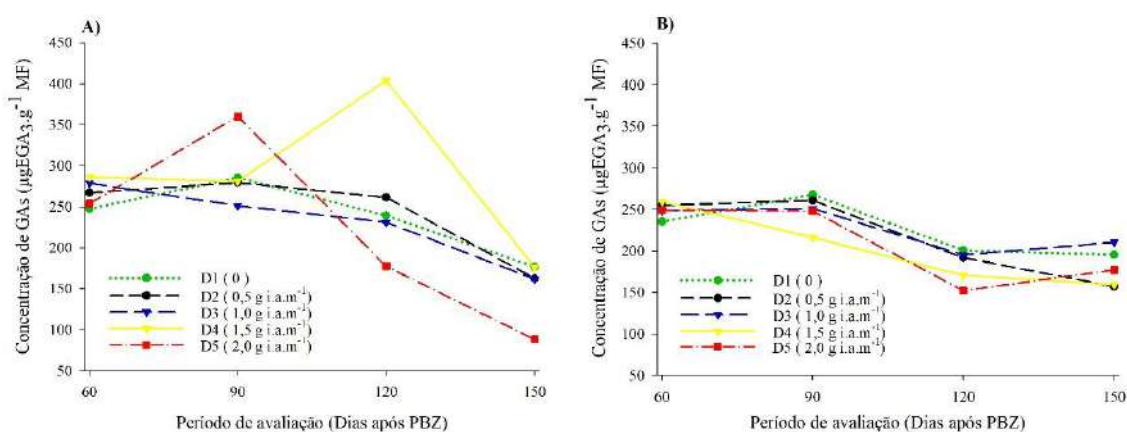 A)
Concentração de GAs (µgEGA3.g-1 MF)
450
400
350
300
250
200
150
100
50
D1 ( 0 )
D2 ( 0,5 g i.a.m-1)
D3 ( 1,0 g i.a.m-1)
D4 ( 1,5 g i.a.m-1)
D5 ( 2,0 g i.a.m-1)
60 90 120 150
Período de avaliação (Dias após PBZ)
B)
Concentração de GAs (µgEGA3.g-1 MF)
450
400
350
300
250
200
150
100
50
D1 ( 0 )
D2 ( 0,5 g i.a.m-1)
D3 ( 1,0 g i.a.m-1)
D4 ( 1,5 g i.a.m-1)
D5 ( 2,0 g i.a.m-1)
60 90 120 150
Período de avaliação (Dias após PBZ)